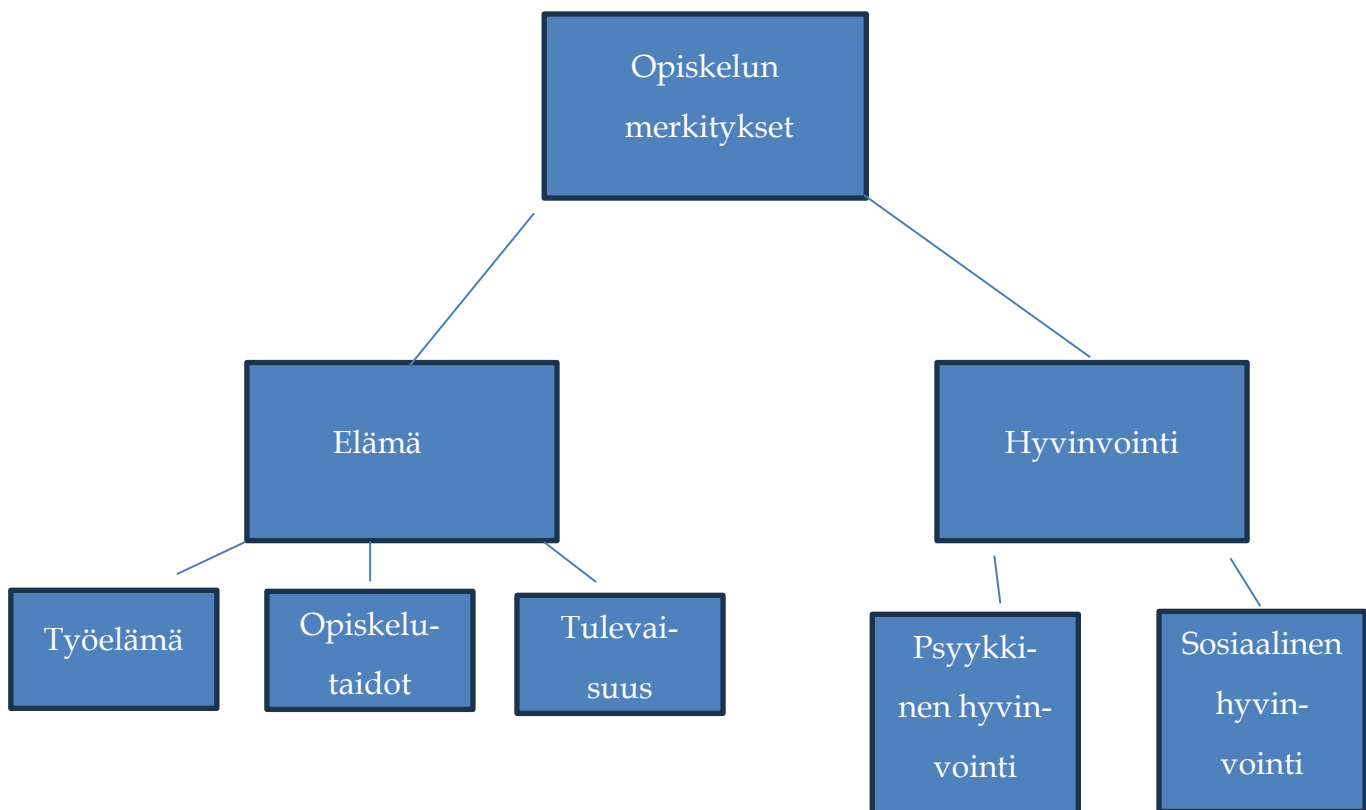 Opiskelun
merkitykset
Elämä
Hyvinvointi
Työelämä
Opiskelu-
taidot
Tulevai-
suus
Psyykki-
nen hyvin-
vointi
Sosiaalinen
hyvin-
vointi